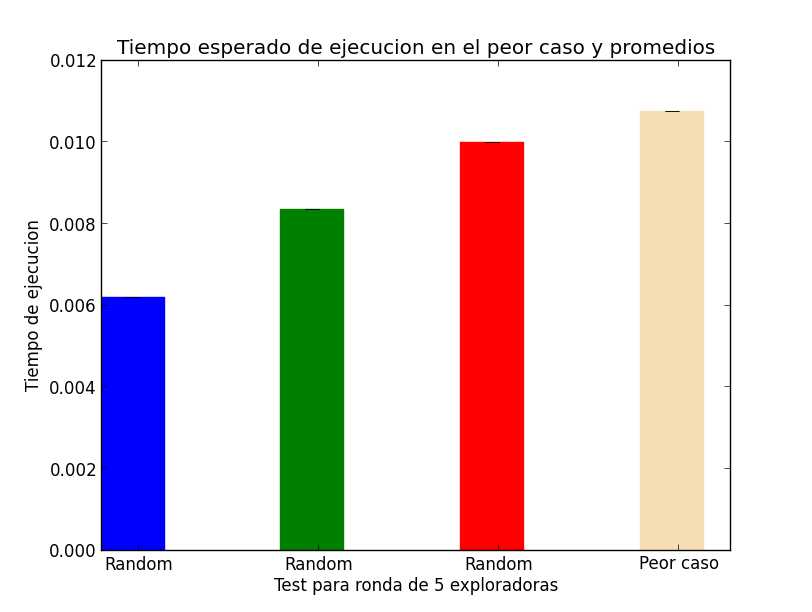 Tiempo esperado de ejecucion en el peor caso y promedios
0.012
0.010
0.008
0.006
0.004
0.002
0.000
Tiempo de ejecucion
Random Random Random Peor caso
Test para ronda de 5 exploradoras